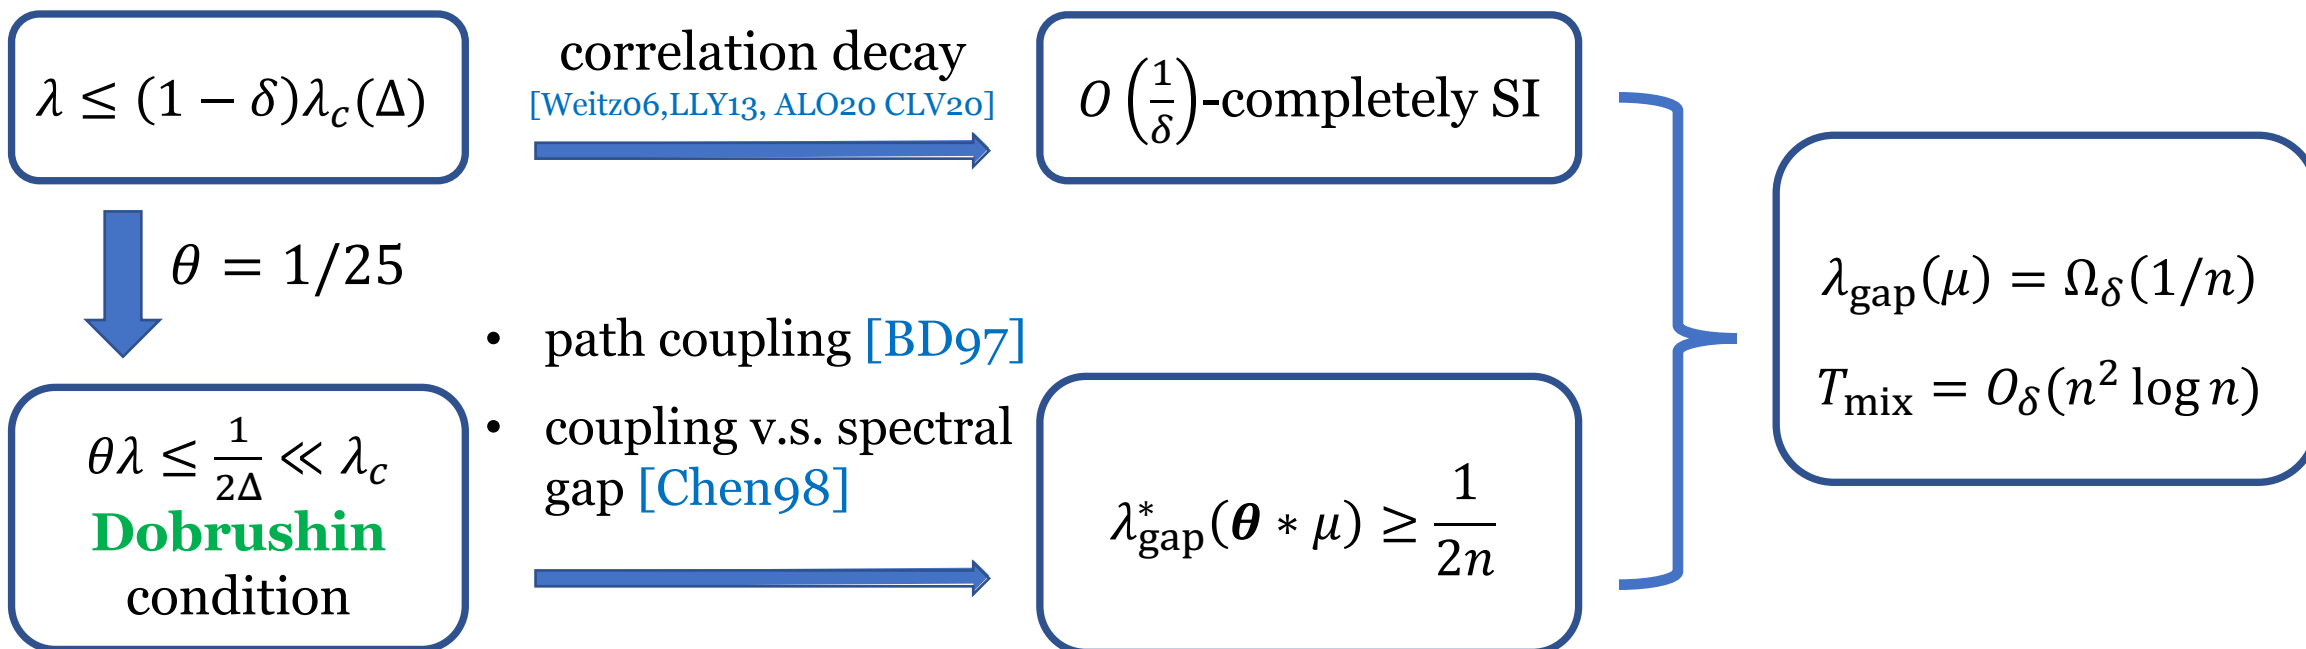 λ ≤ (1 − δ)λ_c(Δ)
correlation decay
[Weitz06,LLY13, ALO20 CLV20]
O(1/δ)-completely SI
θ = 1/25
• path coupling [BD97]
• coupling v.s. spectral
gap [Chen98]
θλ ≤ 1/(2Δ) ≪ λ_c
Dobrushin
condition
λ*_gap(𝜽 ∗ μ) ≥ 1/(2n)
λ_gap(μ) = Ω_δ(1/n)
T_mix = O_δ(n² log n)